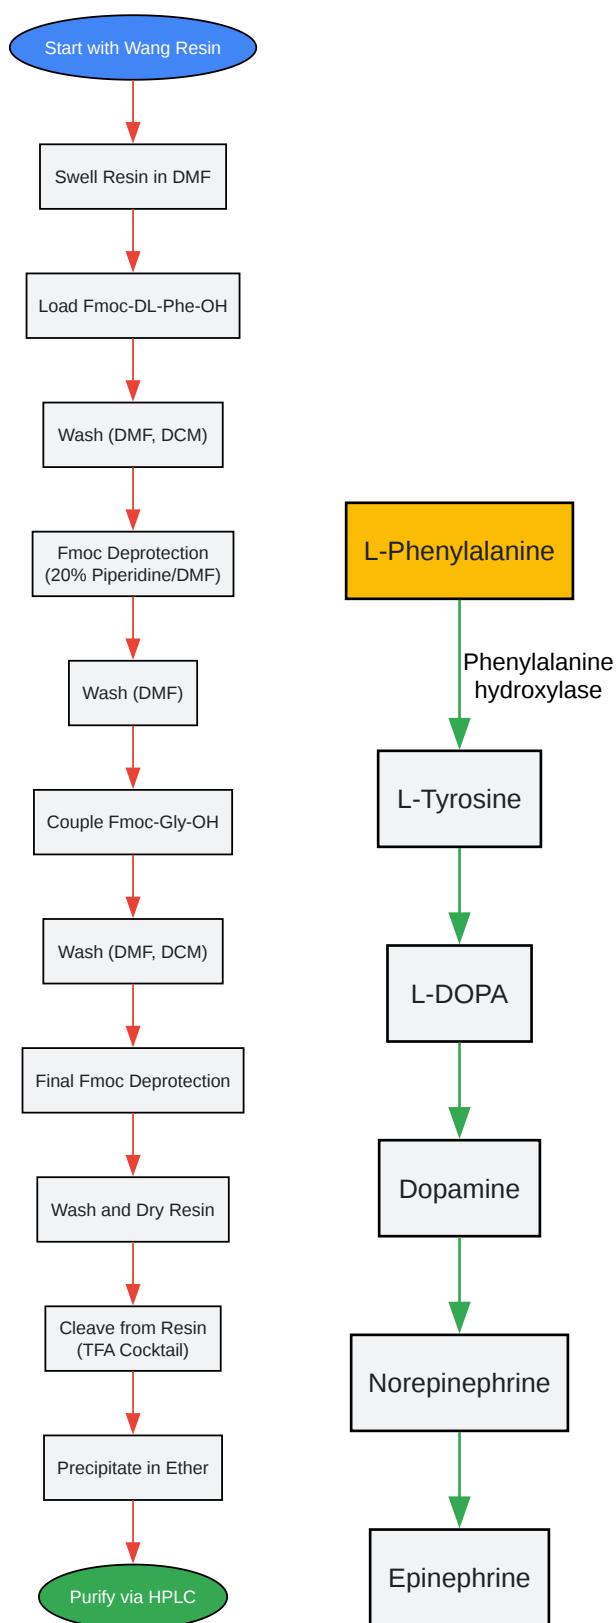 Start with Wang Resin
Swell Resin in DMF
Load Fmoc-DL-Phe-OH
Wash (DMF, DCM)
Fmoc Deprotection
(20% Piperidine/DMF)
Wash (DMF)
Couple Fmoc-Gly-OH
Wash (DMF, DCM)
Final Fmoc Deprotection
Wash and Dry Resin
Cleave from Resin
(TFA Cocktail)
Precipitate in Ether
Purify via HPLC
L-Phenylalanine
Phenylalanine
hydroxylase
L-Tyrosine
L-DOPA
Dopamine
Norepinephrine
Epinephrine